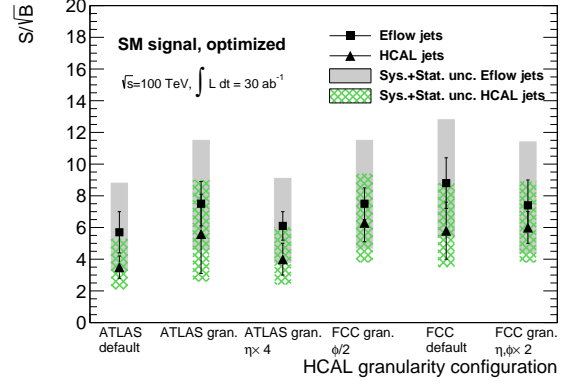 S/√B
20
18
16
14
12
10
8
6
4
2
0
SM signal, optimized
√s=100 TeV, ∫ L dt = 30 ab⁻¹
Eflow jets
HCAL jets
Sys.+Stat. unc. Eflow jets
Sys.+Stat. unc. HCAL jets
ATLAS default
ATLAS gran.
ATLAS gran. η× 4
FCC gran. ϕ/2
FCC default
FCC gran. η,ϕ× 2
HCAL granularity configuration